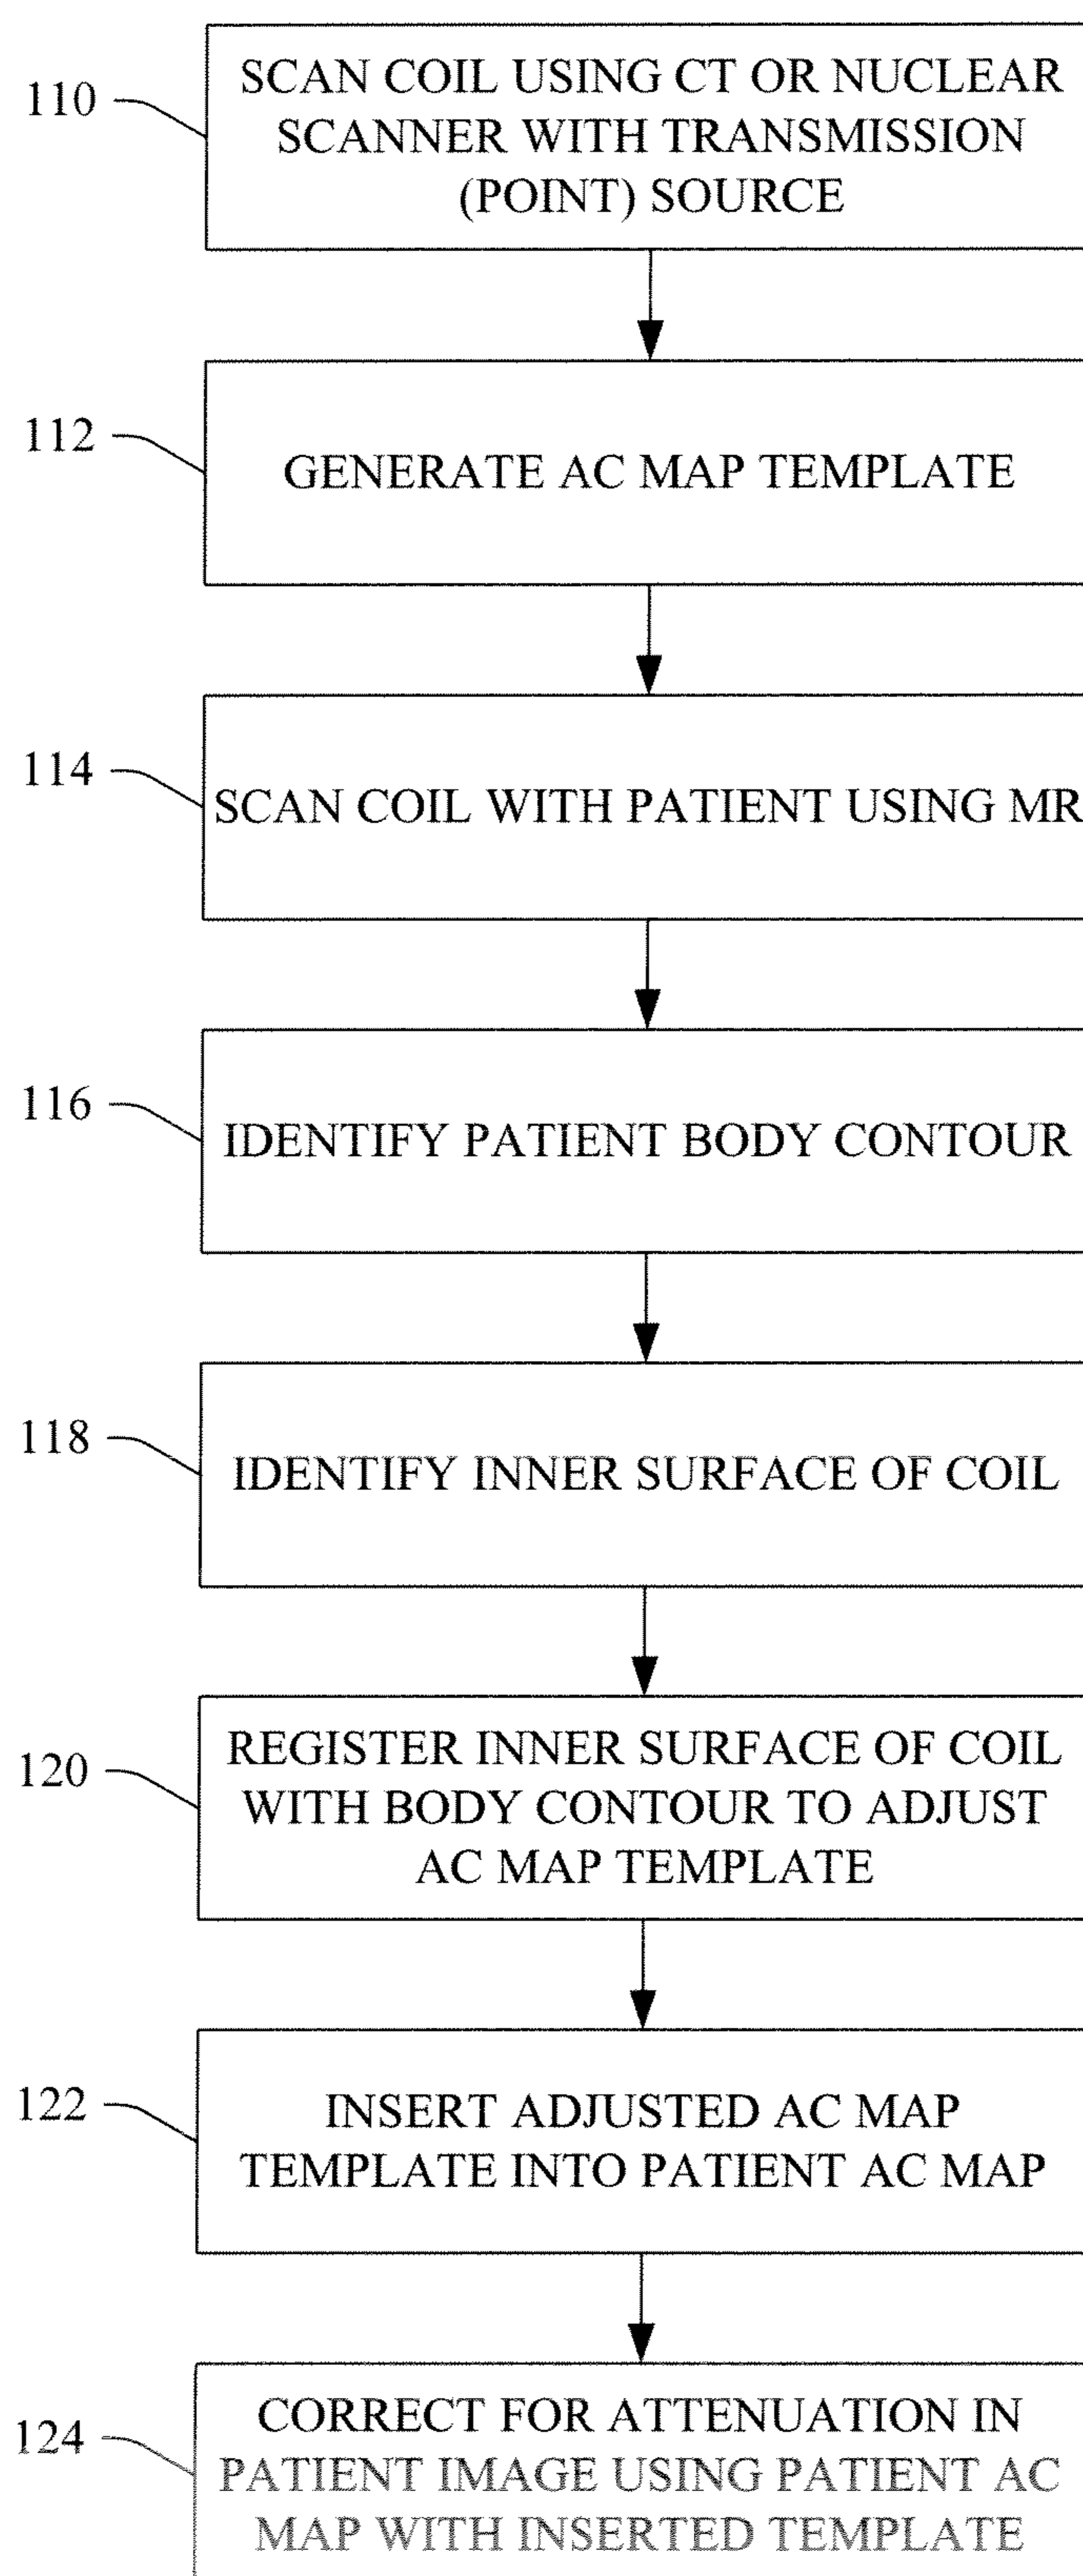 110
SCAN COIL USING CT OR NUCLEAR
SCANNER WITH TRANSMISSION
(POINT) SOURCE
112
GENERATE AC MAP TEMPLATE
114
SCAN COIL WITH PATIENT USING MR
116
IDENTIFY PATIENT BODY CONTOUR
118
IDENTIFY INNER SURFACE OF COIL
120
REGISTER INNER SURFACE OF COIL
WITH BODY CONTOUR TO ADJUST
AC MAP TEMPLATE
122
INSERT ADJUSTED AC MAP
TEMPLATE INTO PATIENT AC MAP
124
CORRECT FOR ATTENUATION IN
PATIENT IMAGE USING PATIENT AC
MAP WITH INSERTED TEMPLATE